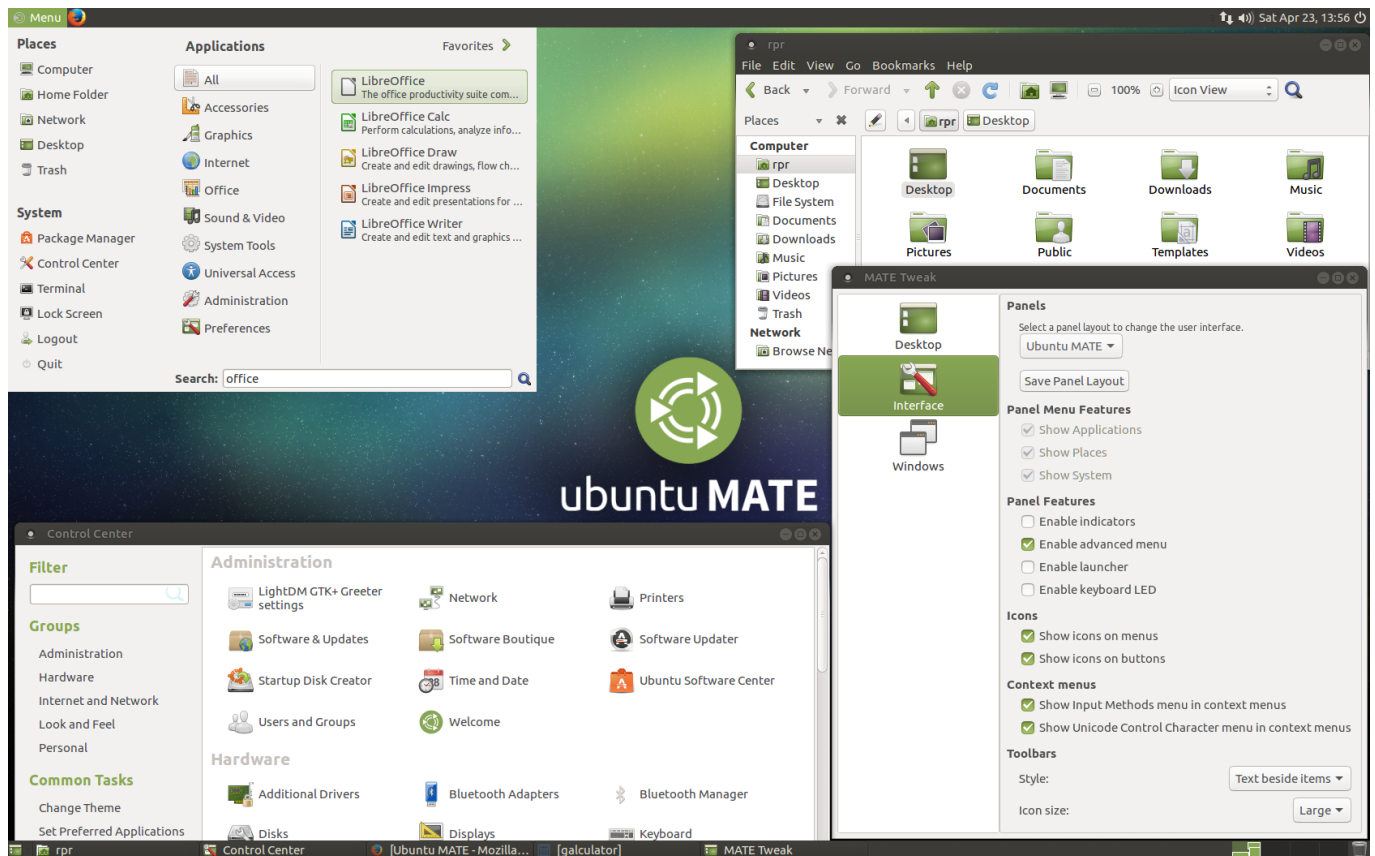 Menu
Sat Apr 23, 13:56
Places
Computer
Home Folder
Network
Desktop
Trash
System
Package Manager
Control Center
Terminal
Lock Screen
Logout
Quit
Applications
Favorites
All
Accessories
Graphics
Internet
Office
Sound & Video
System Tools
Universal Access
Administration
Preferences
LibreOffice
The office productivity suite com...
LibreOffice Calc
Perform calculations, analyze info...
LibreOffice Draw
Create and edit drawings, flow ch...
LibreOffice Impress
Create and edit presentations for ...
LibreOffice Writer
Create and edit text and graphics ...
Search: office
rpr
File Edit View Go Bookmarks Help
Back Forward 100% Icon View
Places rpr Desktop
Computer
rpr
Desktop
File System
Documents
Downloads
Music
Pictures
Videos
Trash
Network
Browse Ne
Desktop Documents Downloads Music
Pictures Public Templates Videos
ubuntu MATE
MATE Tweak
Desktop
Interface
Windows
Panels
Select a panel layout to change the user interface.
Ubuntu MATE
Save Panel Layout
Panel Menu Features
Show Applications
Show Places
Show System
Panel Features
Enable indicators
Enable advanced menu
Enable launcher
Enable keyboard LED
Icons
Show icons on menus
Show icons on buttons
Context menus
Show Input Methods menu in context menus
Show Unicode Control Character menu in context menus
Toolbars
Style: Text beside items
Icon size: Large
Control Center
Filter
Groups
Administration
Hardware
Internet and Network
Look and Feel
Personal
Common Tasks
Change Theme
Set Preferred Applications
Administration
LightDM GTK+ Greeter
settings
Network
Printers
Software & Updates
Software Boutique
Software Updater
Startup Disk Creator
Time and Date
Ubuntu Software Center
Users and Groups
Welcome
Hardware
Additional Drivers
Bluetooth Adapters
Bluetooth Manager
Disks
Displays
Keyboard
rpr
Control Center
[Ubuntu MATE - Mozilla...
[galculator]
MATE Tweak